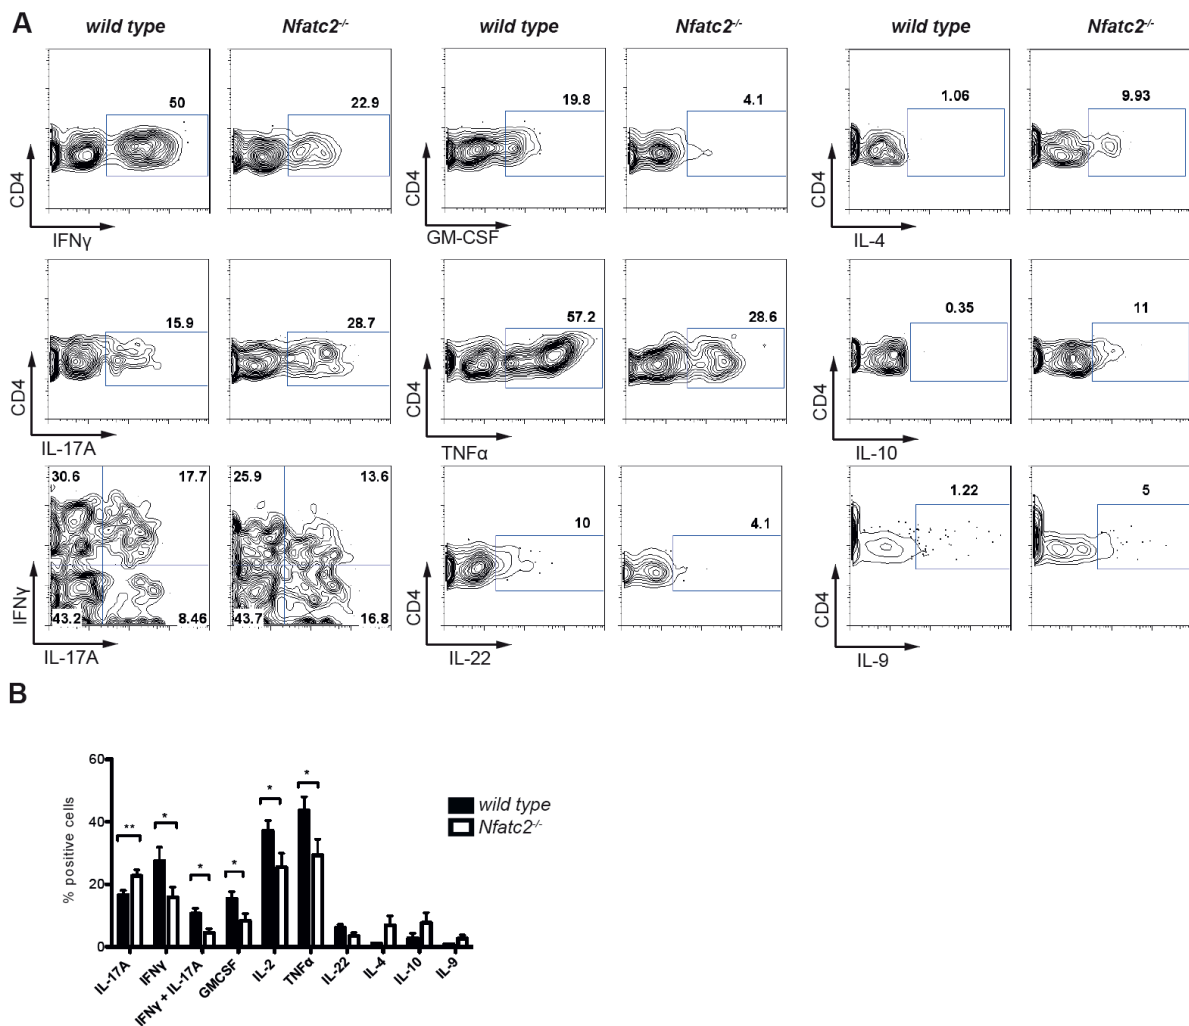 A
wild type Nfatc2-/- wild type Nfatc2-/- wild type Nfatc2-/-
50 22.9 19.8 4.1 1.06 9.93
CD4 CD4 CD4
IFNγ GM-CSF IL-4
15.9 28.7 57.2 28.6 0.35 11
CD4 CD4 CD4
IL-17A TNFα IL-10
30.6 17.7 25.9 13.6 10 4.1 1.22 5
IFNγ CD4 CD4
43.2 8.46 43.7 16.8
IL-17A IL-22 IL-9
B
60
40
20
0
% positive cells
** * * * * *
wild type
Nfatc2-/-
IL-17A IFNγ IFNγ + IL-17A GMCSF IL-2 TNFα IL-22 IL-4 IL-10 IL-9